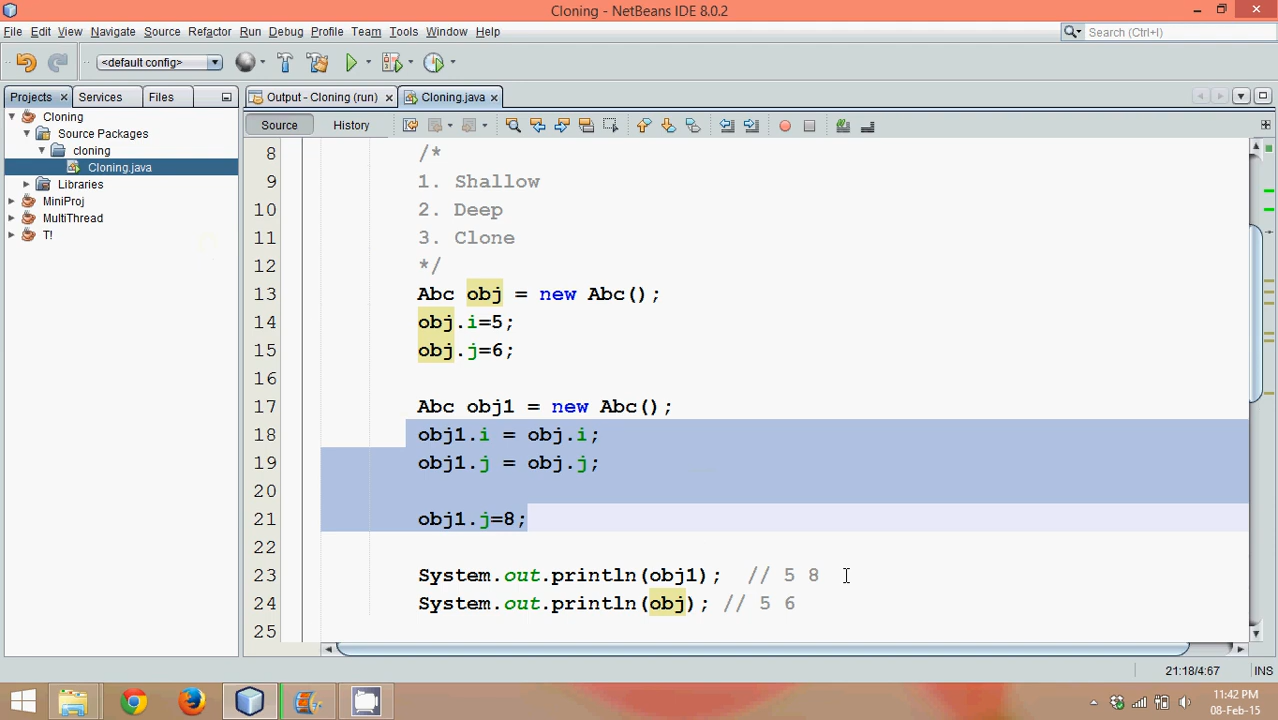 Cloning - NetBeans IDE 8.0.2
File Edit View Navigate Source Refactor Run Debug Profile Team Tools Window Help
Search (Ctrl+I)
<default config>
Projects Services Files
Output - Cloning (run) Cloning.java
Source History
Cloning
Source Packages
cloning
Cloning.java
Libraries
MiniProj
MultiThread
T!
8 /*
9 1. Shallow
10 2. Deep
11 3. Clone
12 */
13 Abc obj = new Abc();
14 obj.i=5;
15 obj.j=6;
16
17 Abc obj1 = new Abc();
18 obj1.i = obj.i;
19 obj1.j = obj.j;
20
21 obj1.j=8;
22
23 System.out.println(obj1); // 5 8
24 System.out.println(obj); // 5 6
25
21:18/4:67 INS
11:42 PM
08-Feb-15